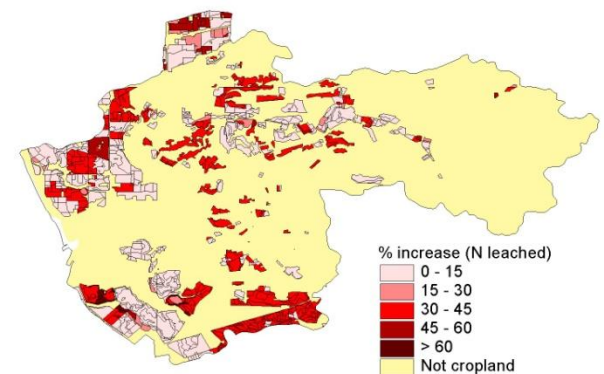 % increase (N leached)
0 - 15
15 - 30
30 - 45
45 - 60
> 60
Not cropland